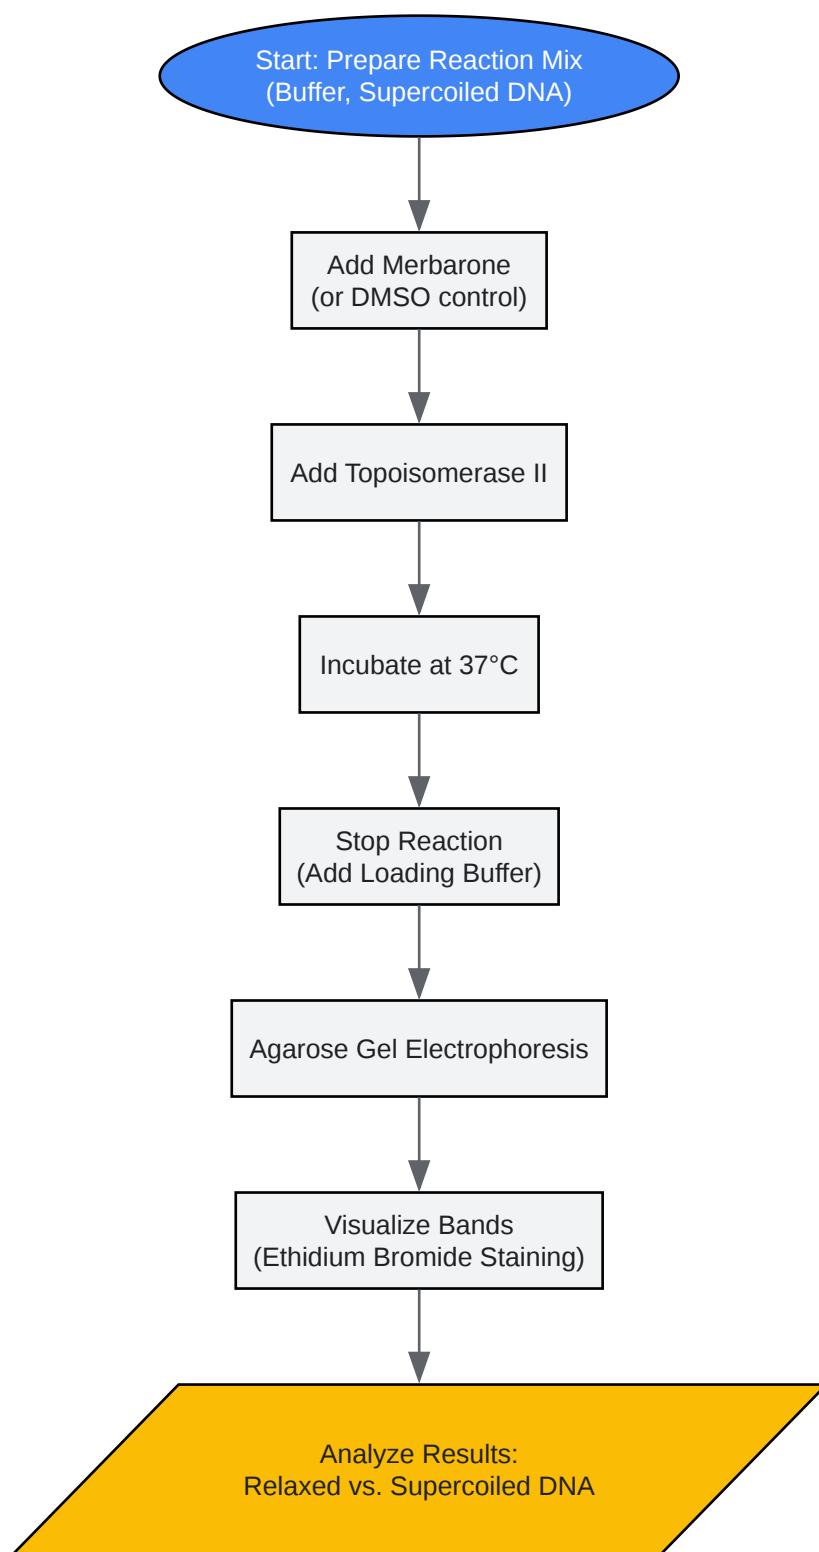 Start: Prepare Reaction Mix
(Buffer, Supercoiled DNA)
Add Merbarone
(or DMSO control)
Add Topoisomerase II
Incubate at 37°C
Stop Reaction
(Add Loading Buffer)
Agarose Gel Electrophoresis
Visualize Bands
(Ethidium Bromide Staining)
Analyze Results:
Relaxed vs. Supercoiled DNA